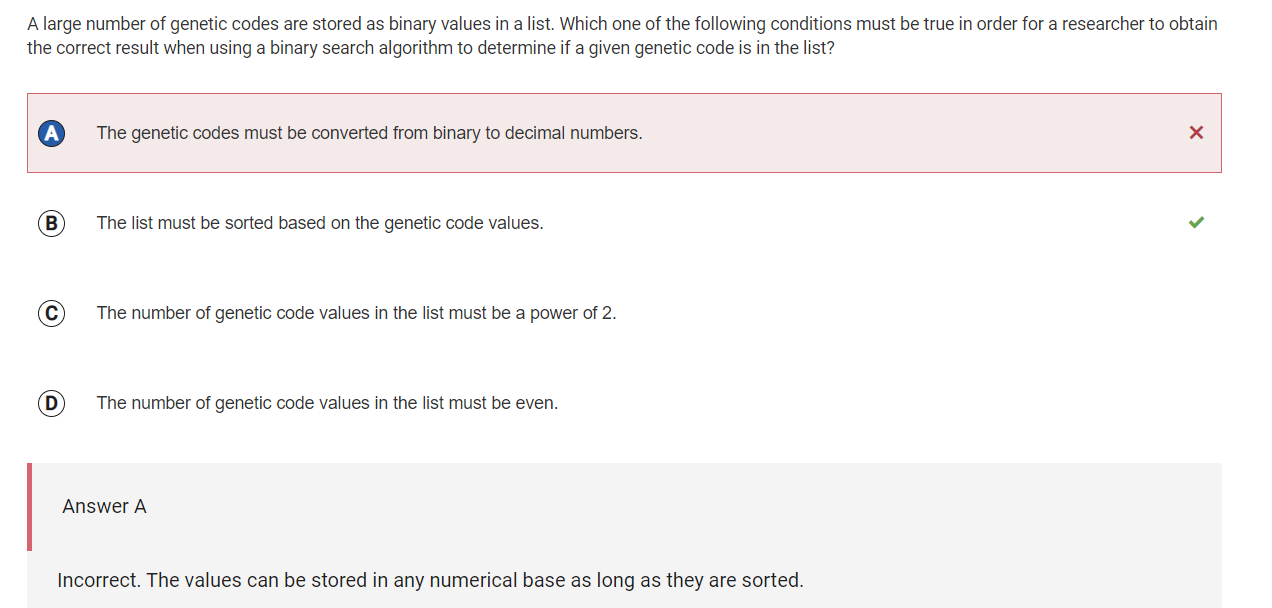 A large number of genetic codes are stored as binary values in a list. Which one of the following conditions must be true in order for a researcher to obtain
the correct result when using a binary search algorithm to determine if a given genetic code is in the list?
A The genetic codes must be converted from binary to decimal numbers.
B The list must be sorted based on the genetic code values.
C The number of genetic code values in the list must be a power of 2.
D The number of genetic code values in the list must be even.
Answer A
Incorrect. The values can be stored in any numerical base as long as they are sorted.